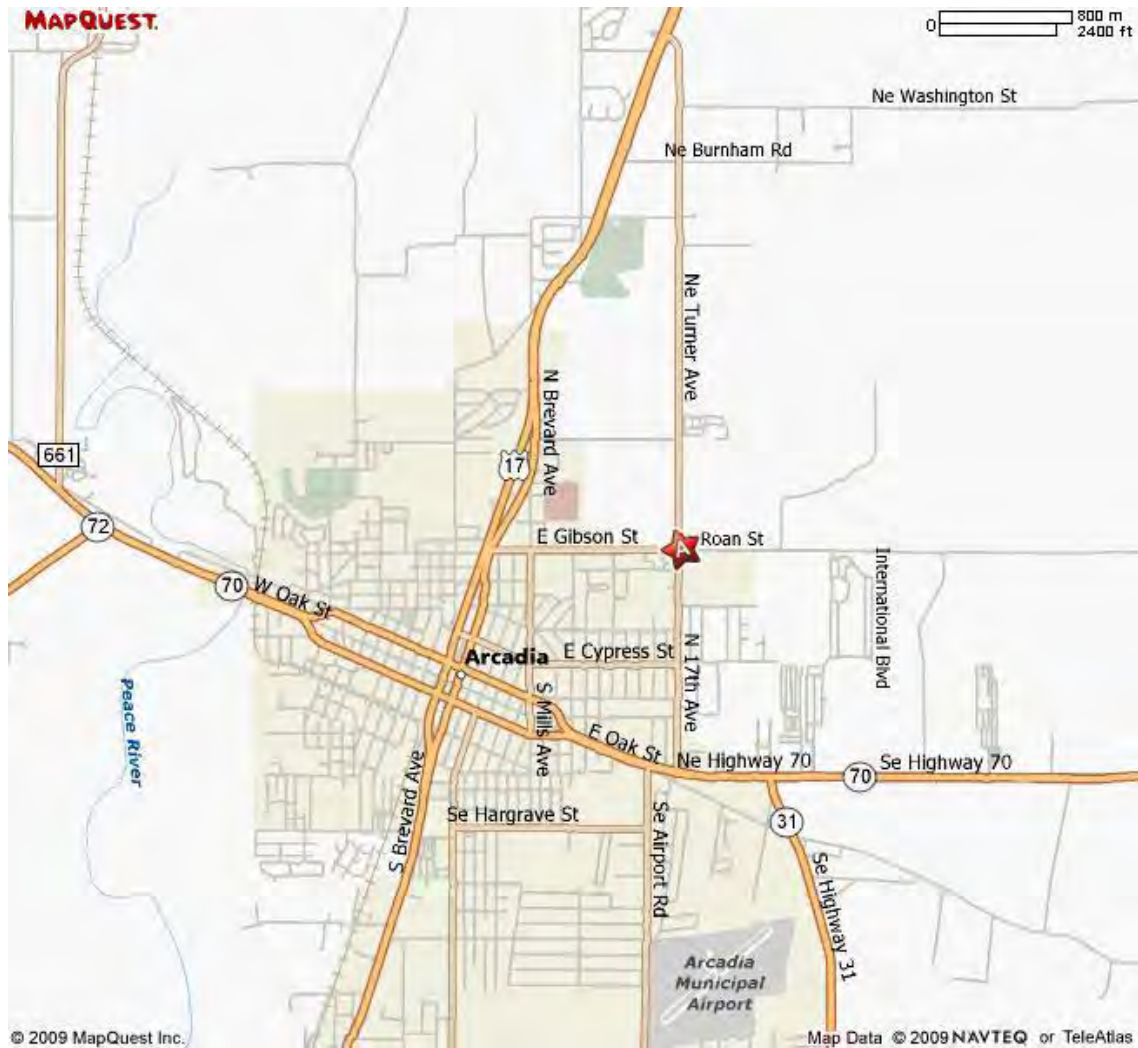 MAPQUEST.
0
800 m
2400 ft
Ne Washington St
Ne Burnham Rd
Ne Turner Ave
N Brevard Ave
661
17
72
E Gibson St
A
Roan St
International Blvd
70
W Oak St
Arcadia
E Cypress St
N 17th Ave
Peace River
S Mills Ave
E Oak St
Ne Highway 70
70
Se Highway 70
S Brevard Ave
Se Hargrave St
31
Se Airport Rd
Se Highway 31
Arcadia
Municipal
Airport
© 2009 MapQuest Inc.
Map Data © 2009 NAVTEQ or TeleAtlas